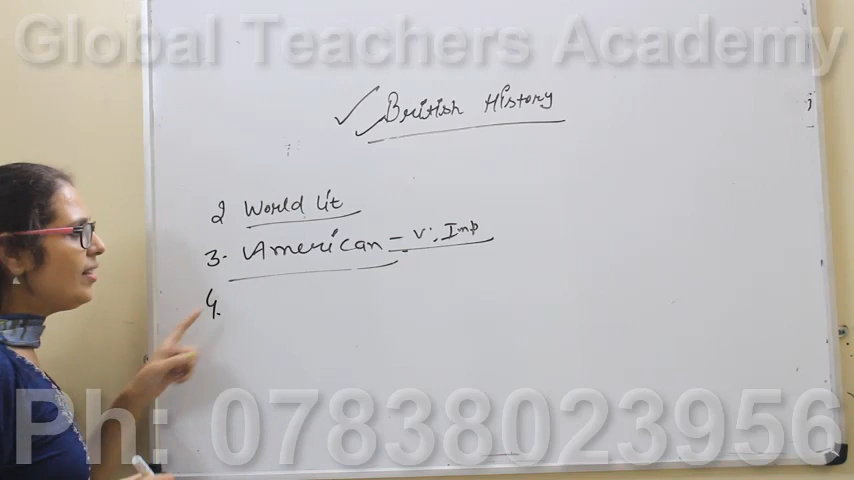 Global Teachers Academy
British History
2 World Lit
3. American = V. Imp
4.
Ph: 07838023956